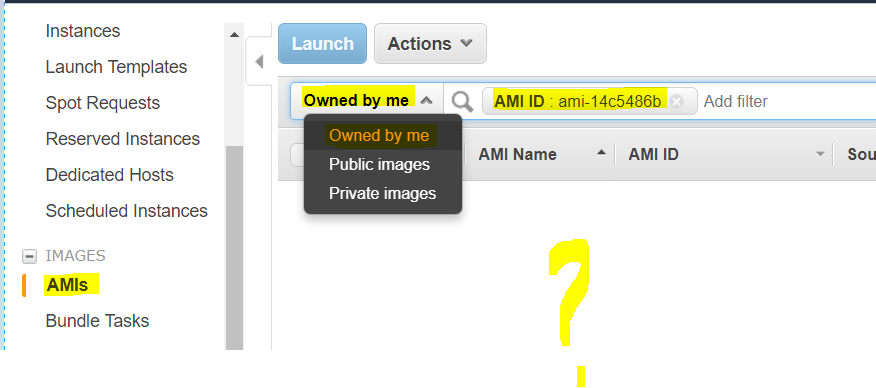 Instances
Launch Templates
Spot Requests
Reserved Instances
Dedicated Hosts
Scheduled Instances
IMAGES
AMIs
Bundle Tasks
Launch Actions
Owned by me AMI ID : ami-14c5486b Add filter
Owned by me
Public images
Private images
AMI Name AMI ID Sou
?